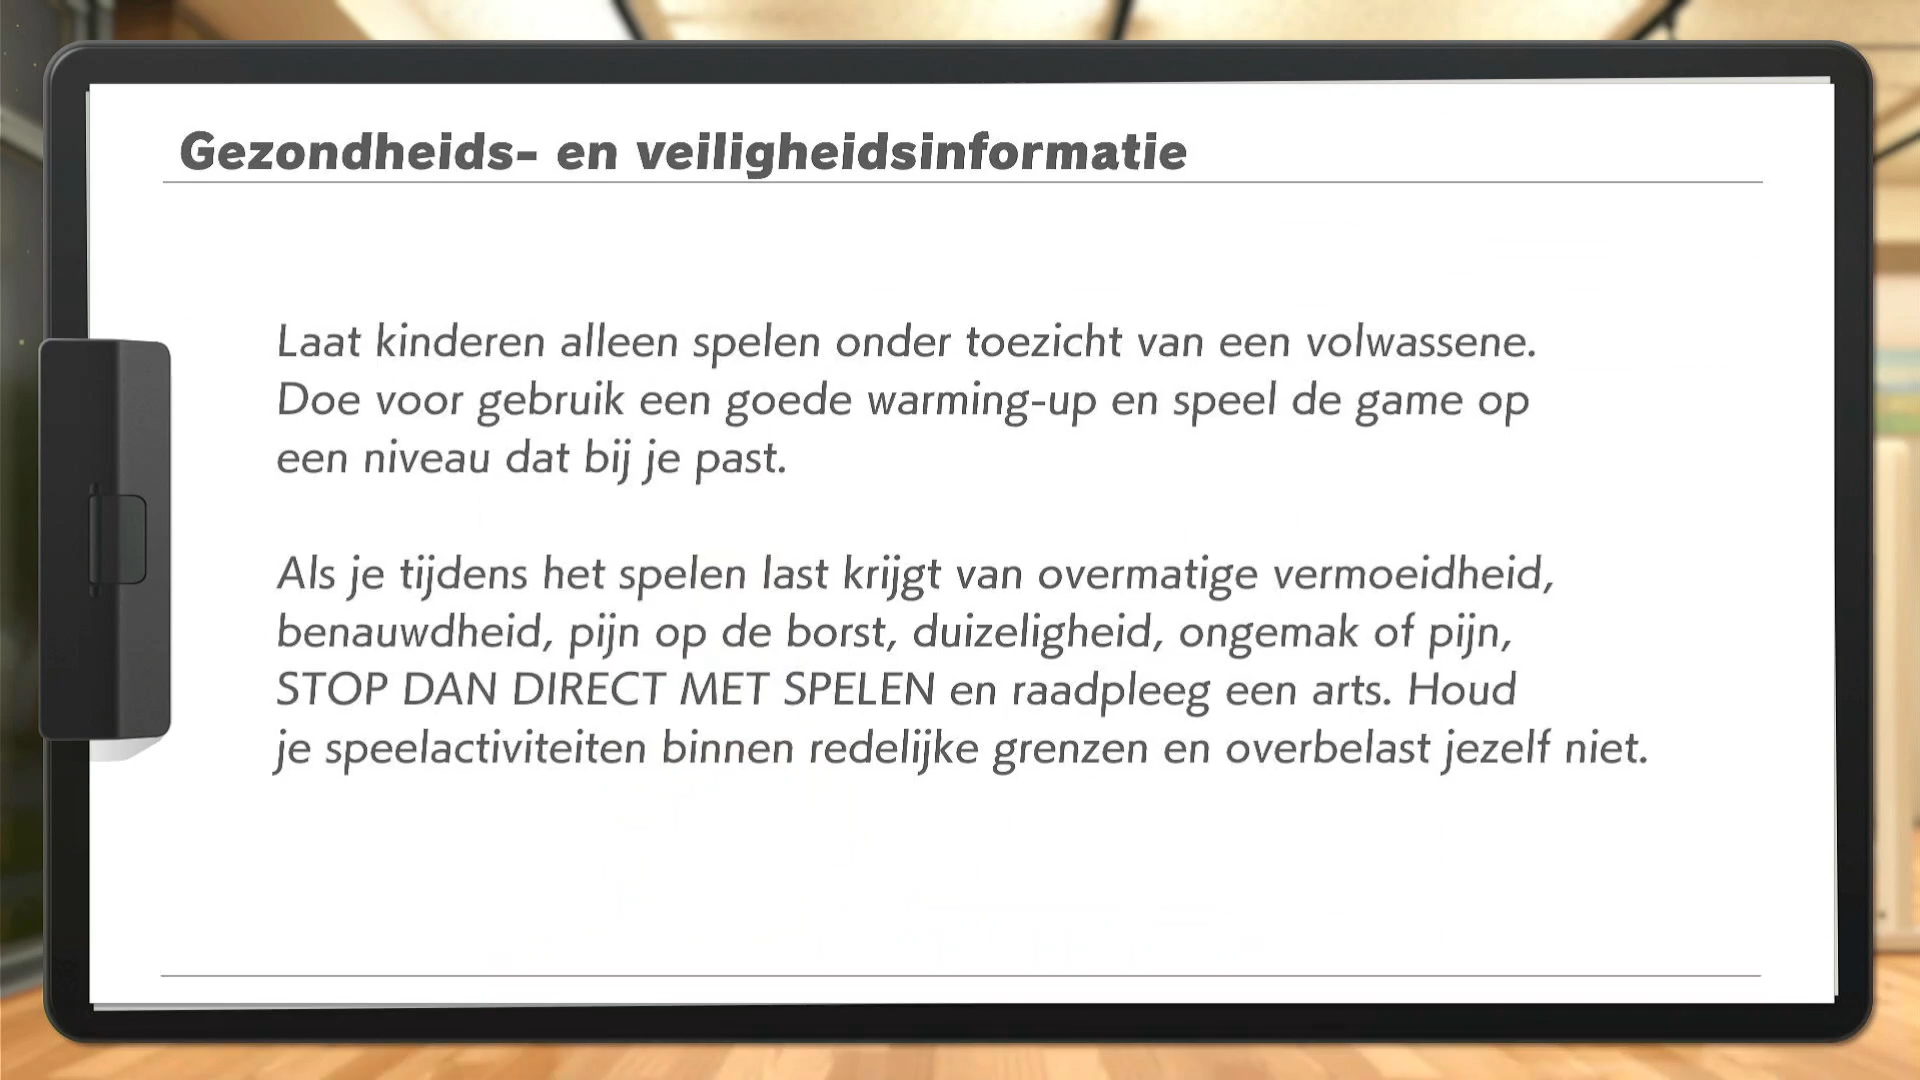 Gezondheids- en veiligheidsinformatie
Laat kinderen alleen spelen onder toezicht van een volwassene.
Doe voor gebruik een goede warming-up en speel de game op
een niveau dat bij je past.
Als je tijdens het spelen last krijgt van overmatige vermoeidheid,
benauwdheid, pijn op de borst, duizeligheid, ongemak of pijn,
STOP DAN DIRECT MET SPELEN en raadpleeg een arts. Houd
je speelactiviteiten binnen redelijke grenzen en overbelast jezelf niet.